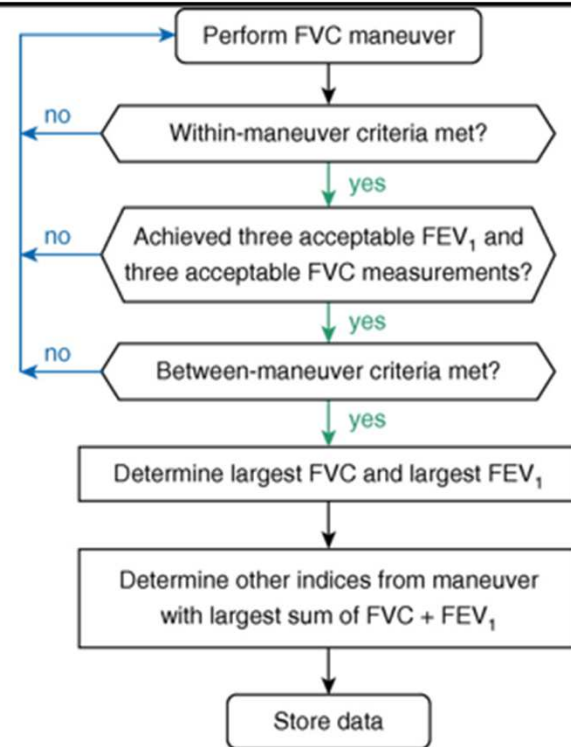 Perform FVC maneuver
no
Within-maneuver criteria met?
yes
no
Achieved three acceptable FEV₁ and
three acceptable FVC measurements?
yes
no
Between-maneuver criteria met?
yes
Determine largest FVC and largest FEV₁
Determine other indices from maneuver
with largest sum of FVC + FEV₁
Store data